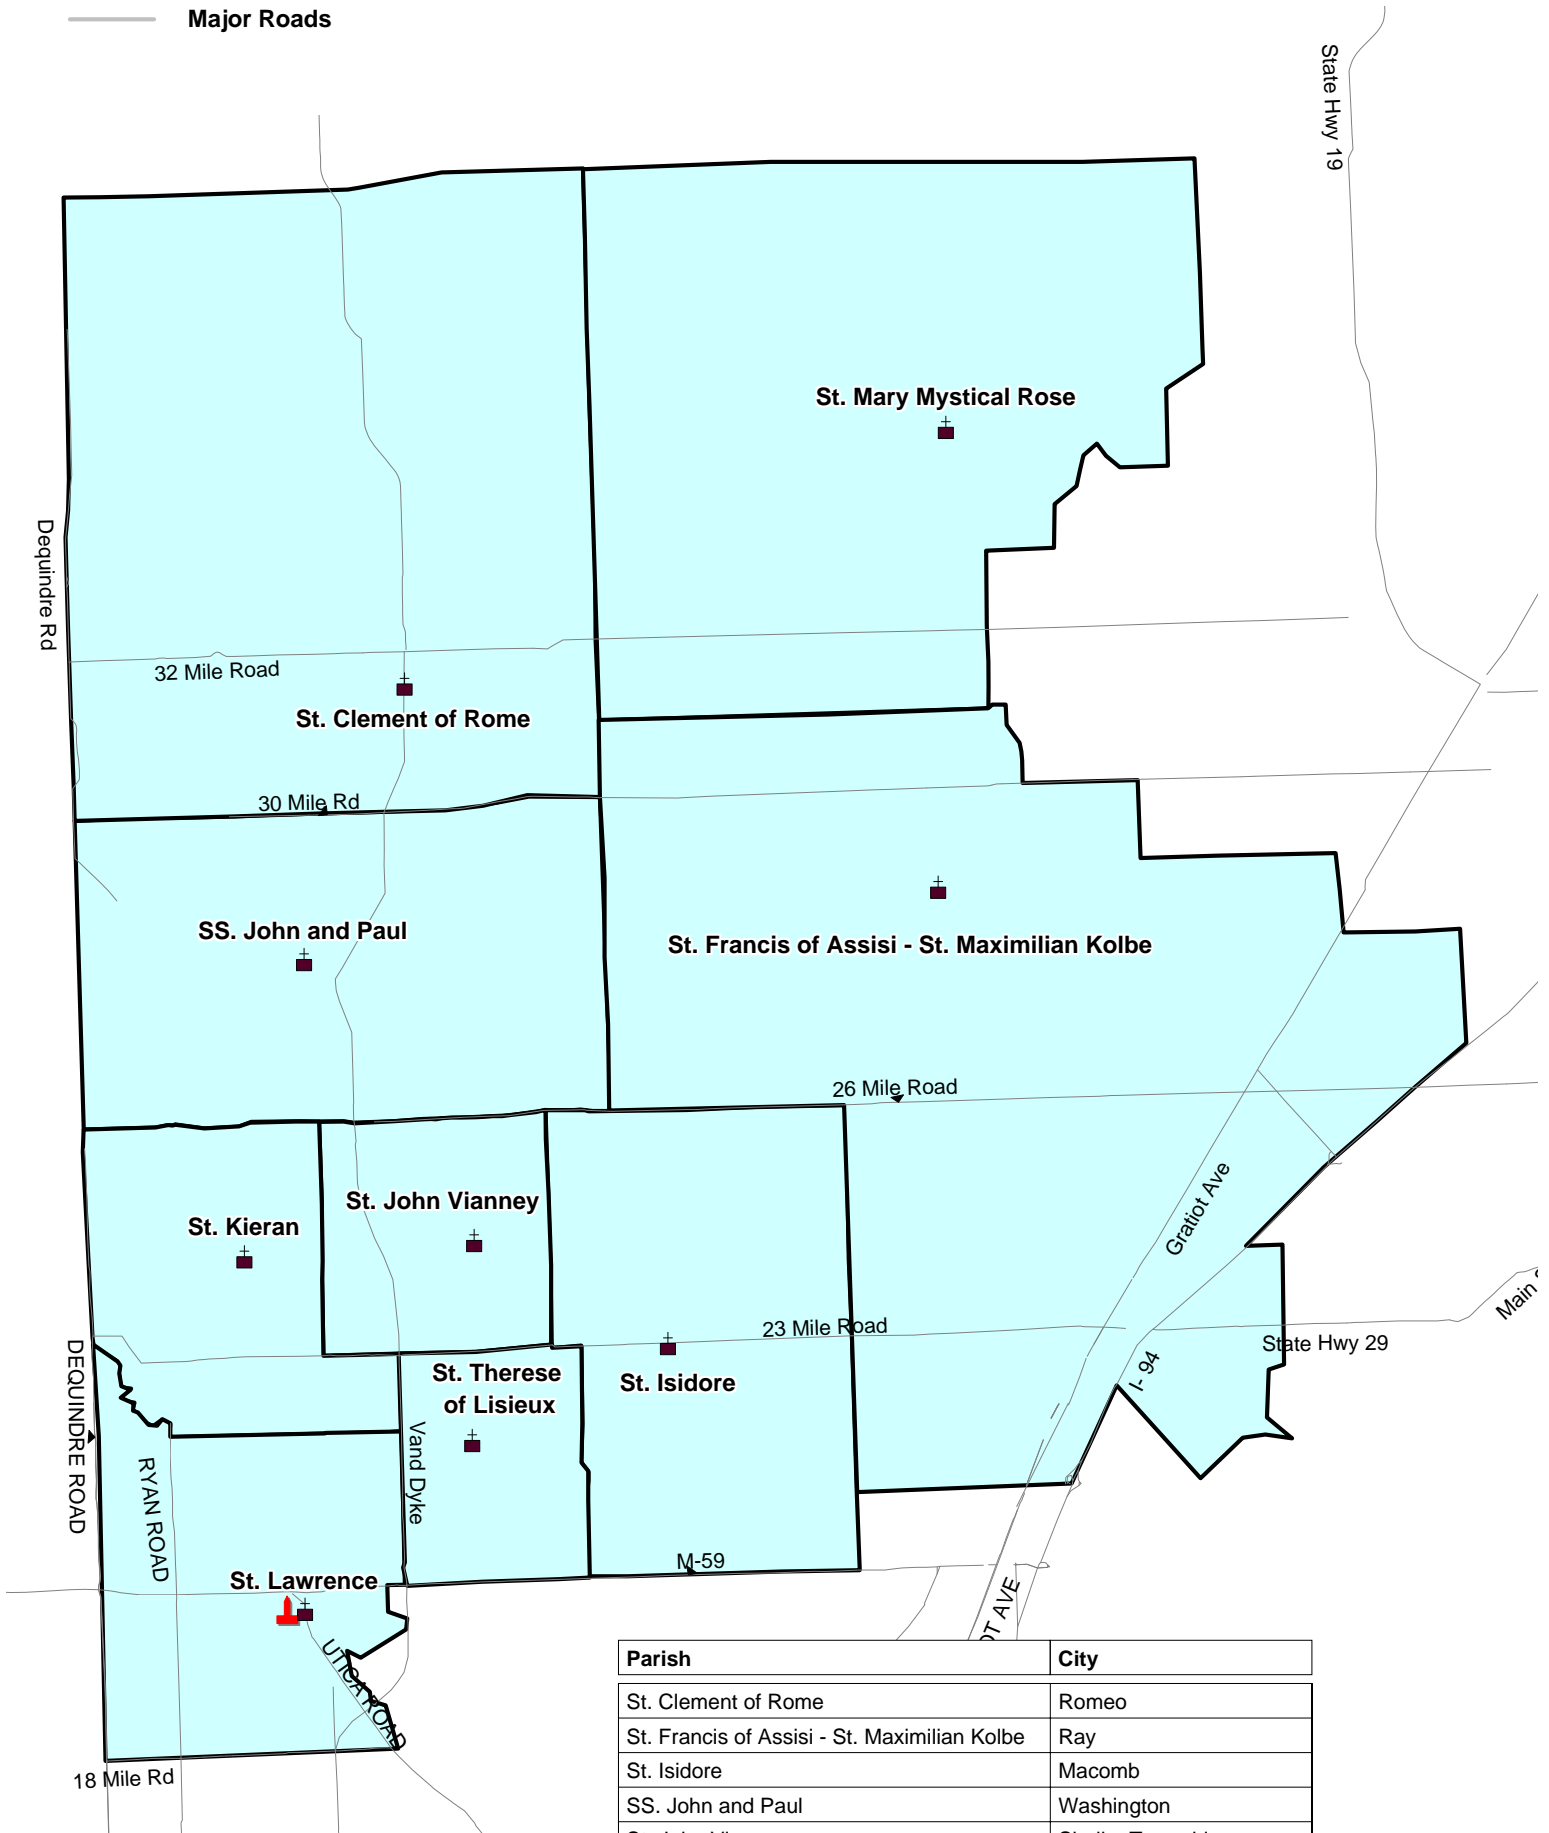 Major Roads
State Hwy 19
St. Mary Mystical Rose
Dequindre Rd
32 Mile Road
St. Clement of Rome
30 Mile Rd
SS. John and Paul
St. Francis of Assisi - St. Maximilian Kolbe
26 Mile Road
Gratiot Ave
St. John Vianney
St. Kieran
Main
23 Mile Road
State Hwy 29
I- 94
St. Therese
of Lisieux
St. Isidore
DEQUINDRE ROAD
Vand Dyke
RYAN ROAD
M-59
St. Lawrence
OT AVE
UTICA ROAD
18 Mile Rd
Parish City
St. Clement of Rome Romeo
St. Francis of Assisi - St. Maximilian Kolbe Ray
St. Isidore Macomb
SS. John and Paul Washington